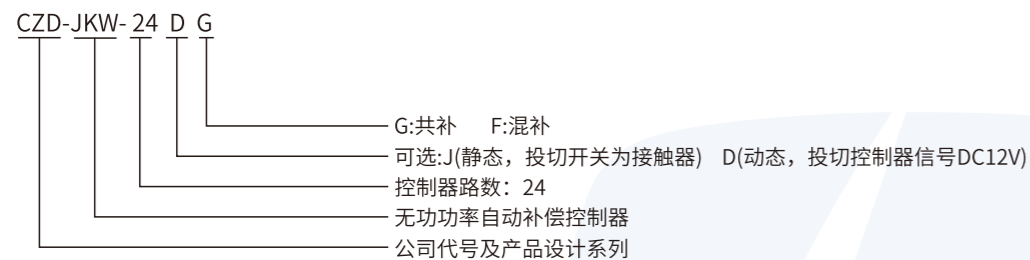 CZD-JKW- 24 D G
G:共补 F:混补
可选:J(静态，投切开关为接触器) D(动态，投切控制器信号DC12V)
控制器路数：24
无功功率自动补偿控制器
公司代号及产品设计系列